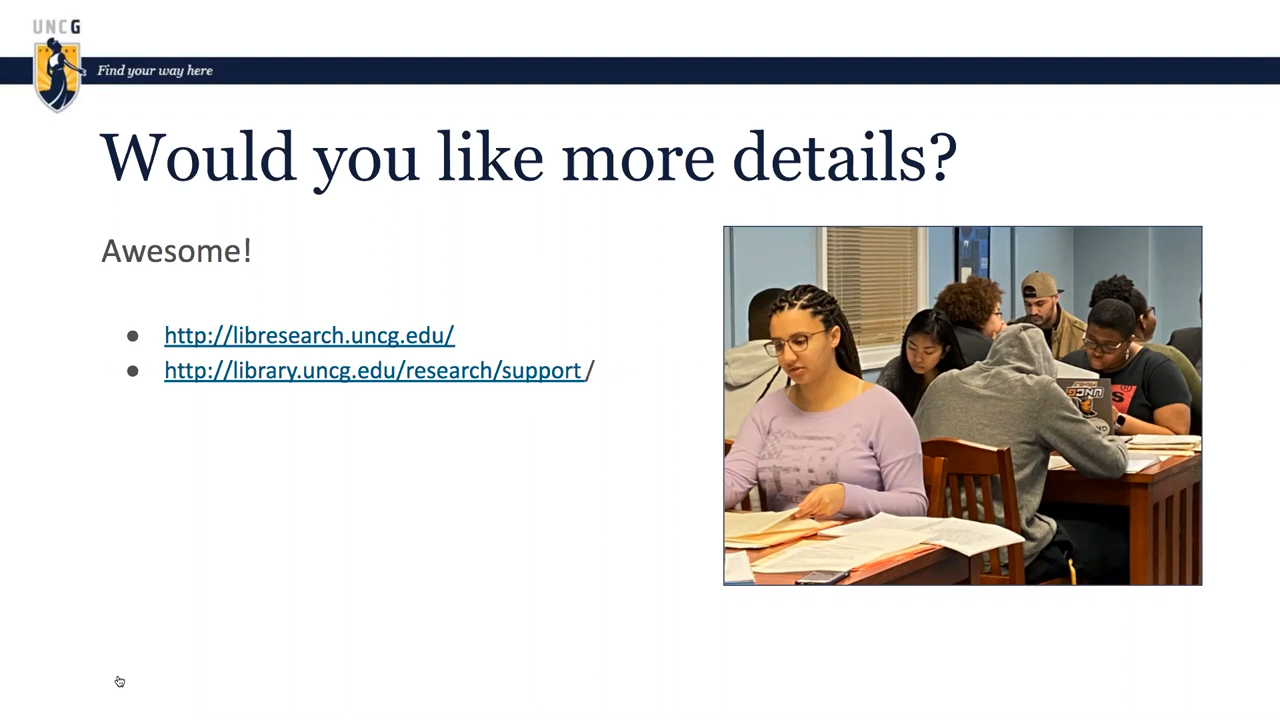 UNCG
Find your way here
Would you like more details?
Awesome!
● http://libresearch.uncg.edu/
● http://library.uncg.edu/research/support /